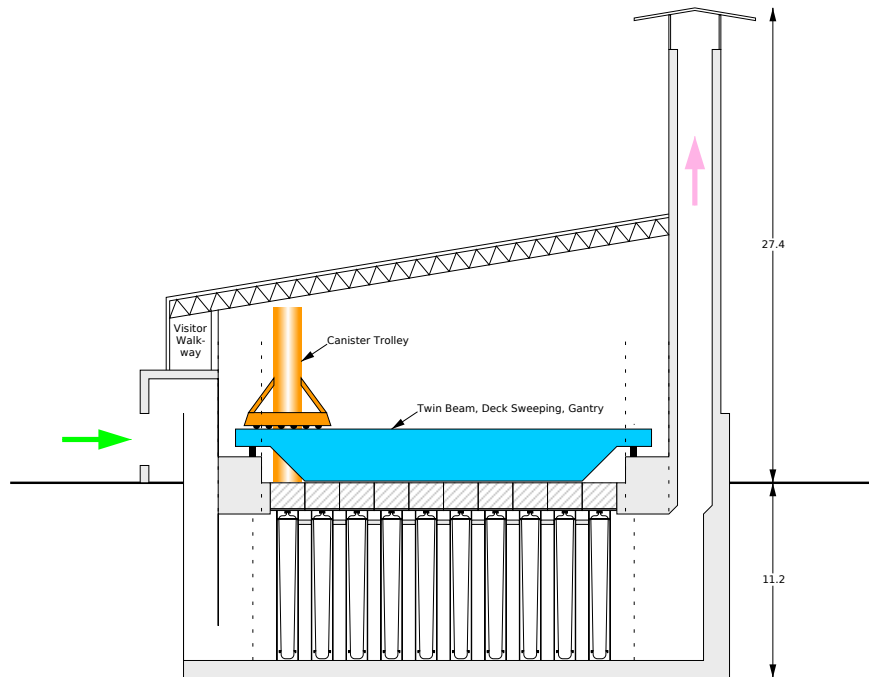 27.4
Visitor
Walk-
way
Canister Trolley
Twin Beam, Deck Sweeping, Gantry
11.2